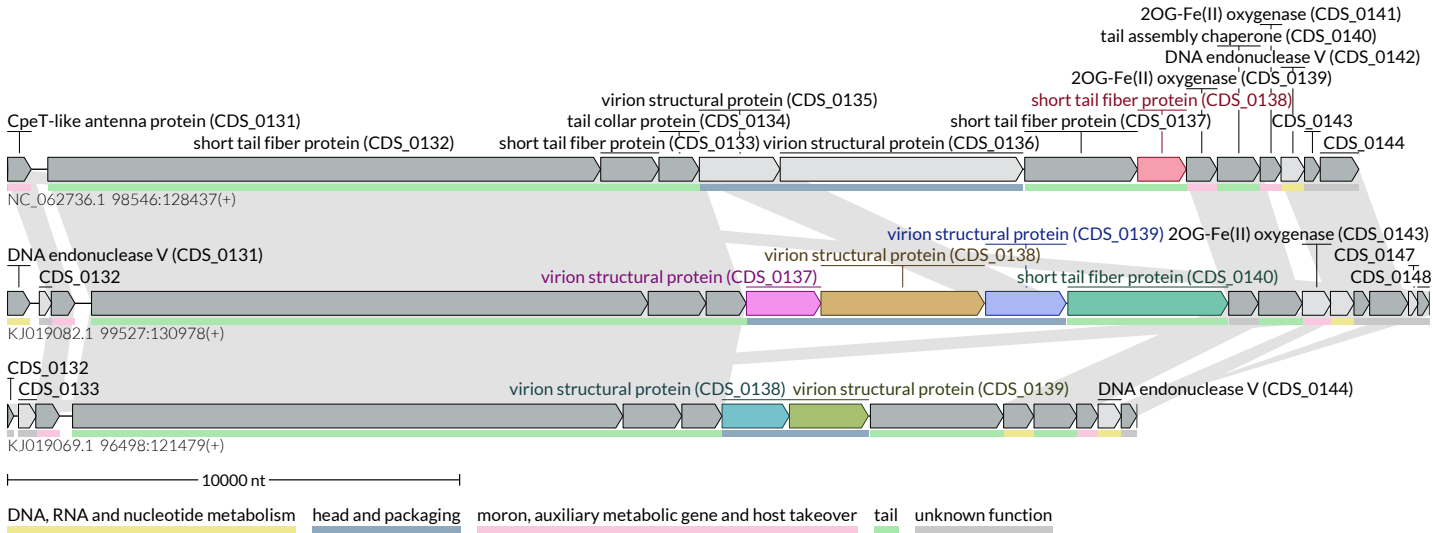 2OG-Fe(II) oxygenase (CDS_0141)
tail assembly chaperone (CDS_0140)
DNA endonuclease V (CDS_0142)
2OG-Fe(II) oxygenase (CDS_0139)
virion structural protein (CDS_0135) short tail fiber protein (CDS_0138)
CpeT-like antenna protein (CDS_0131) tail collar protein (CDS_0134) short tail fiber protein (CDS_0137) CDS_0143
short tail fiber protein (CDS_0132) short tail fiber protein (CDS_0133) virion structural protein (CDS_0136) CDS_0144
NC_062736.1 98546:128437(+)
virion structural protein (CDS_0139) 2OG-Fe(II) oxygenase (CDS_0143)
DNA endonuclease V (CDS_0131) virion structural protein (CDS_0138) CDS_0147
CDS_0132 virion structural protein (CDS_0137) short tail fiber protein (CDS_0140) CDS_0148
KJ019082.1 99527:130978(+)
CDS_0132
CDS_0133 virion structural protein (CDS_0138) virion structural protein (CDS_0139) DNA endonuclease V (CDS_0144)
KJ019069.1 96498:121479(+)
10000 nt
DNA, RNA and nucleotide metabolism head and packaging moron, auxiliary metabolic gene and host takeover tail unknown function